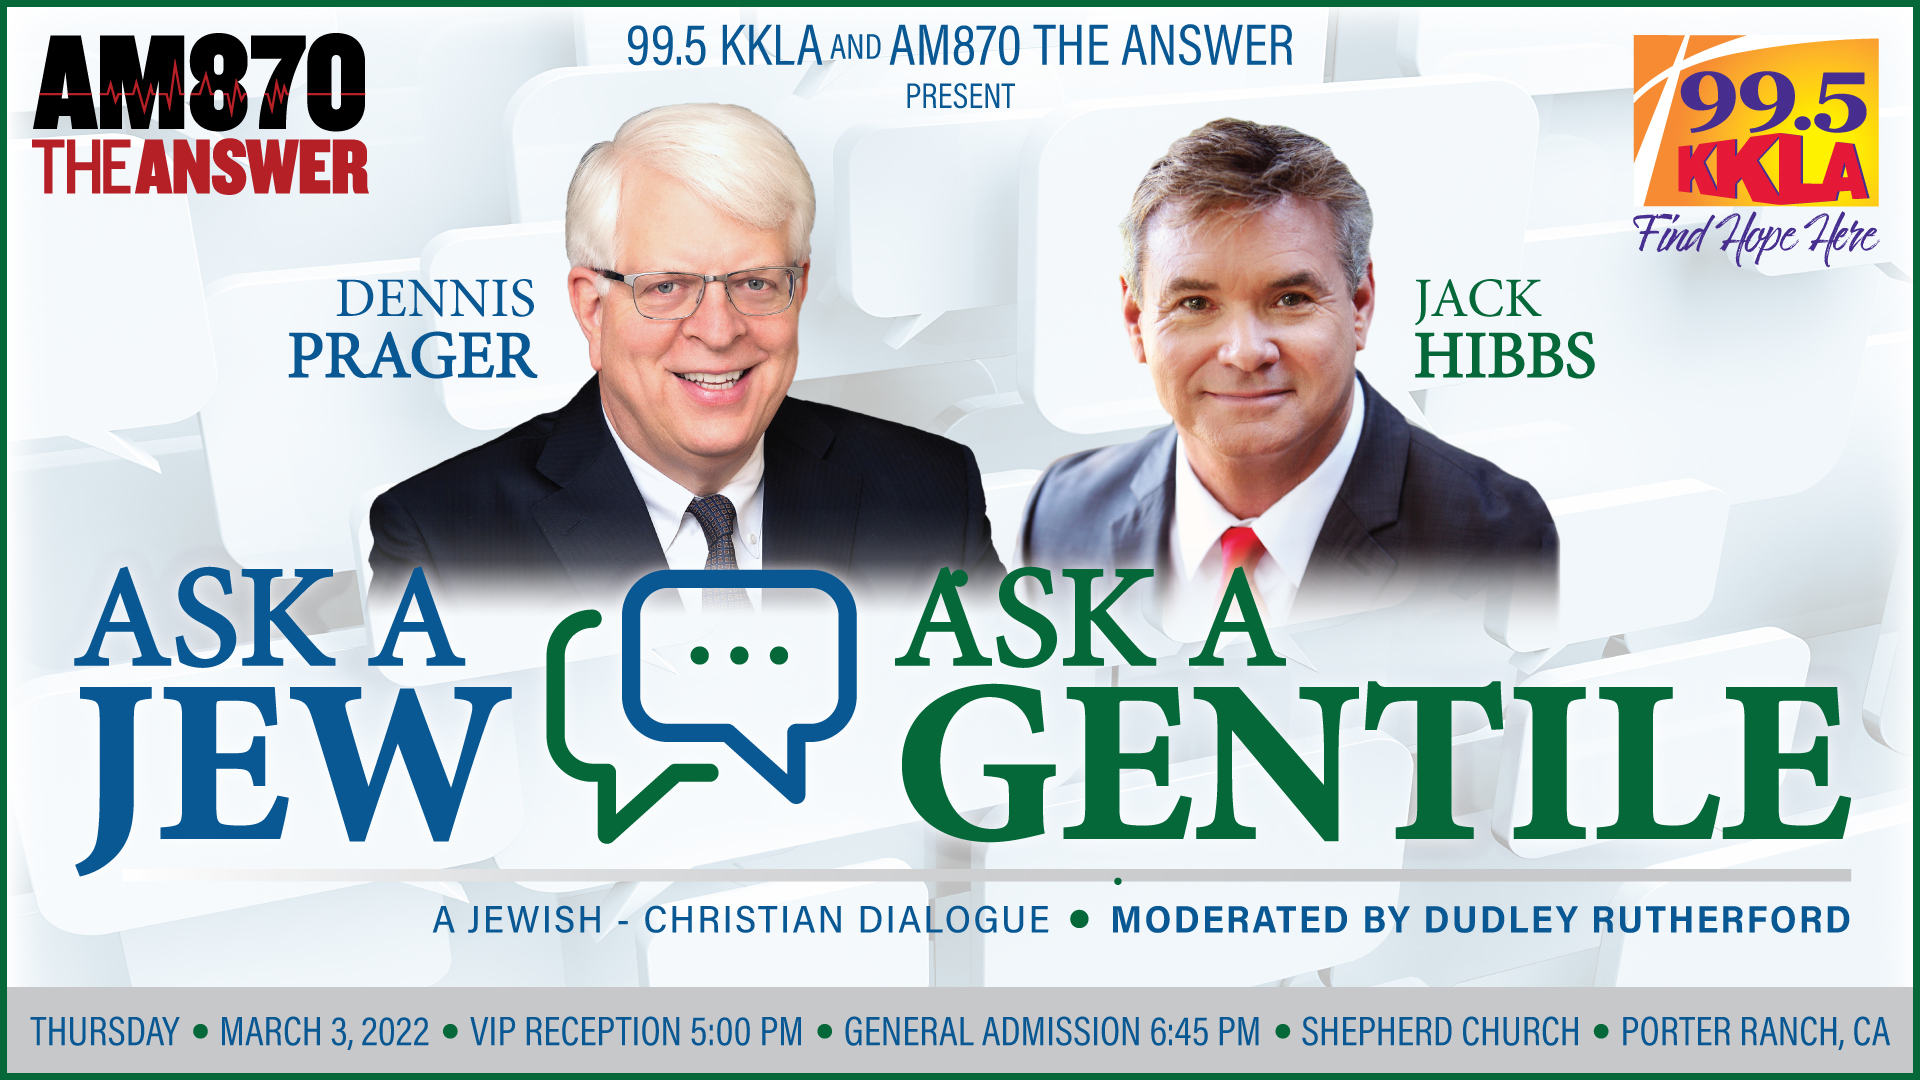 AM870
THE ANSWER
99.5 KKLA AND AM870 THE ANSWER
PRESENT
99.5
KKLA
Find Hope Here
DENNIS
PRAGER
JACK
HIBBS
ASK A
JEW
ASK A
GENTILE
A JEWISH - CHRISTIAN DIALOGUE • MODERATED BY DUDLEY RUTHERFORD
THURSDAY • MARCH 3, 2022 • VIP RECEPTION 5:00 PM • GENERAL ADMISSION 6:45 PM • SHEPHERD CHURCH • PORTER RANCH, CA